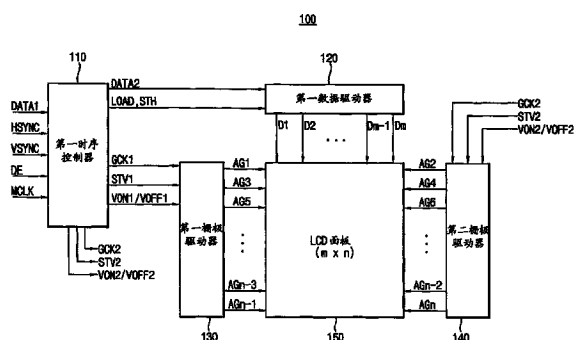 100
110
120
DATA2
LOAD,STH
DATA1
HSYNC
VSYNC
DE
MCLK
第一时序
控制器
第一数据驱动器
D1
D2
...
Dm-1
Dm
GCK2
STV2
VON2/VOFF2
GCK1
STV1
VON1/VOFF1
第一栅极
驱动器
AG1
AG3
AG5
AGn-3
AGn-1
LCD面板
(m x n)
AG2
AG4
AG6
AGn-2
AGn
第二栅极
驱动器
GCK2
STV2
VON2/VOFF2
130
150
140